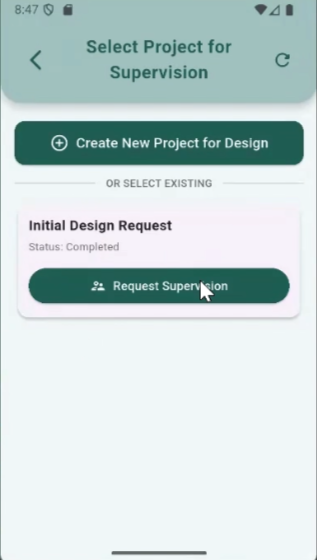 8:47
Select Project for
Supervision
Create New Project for Design
OR SELECT EXISTING
Initial Design Request
Status: Completed
Request Supervision